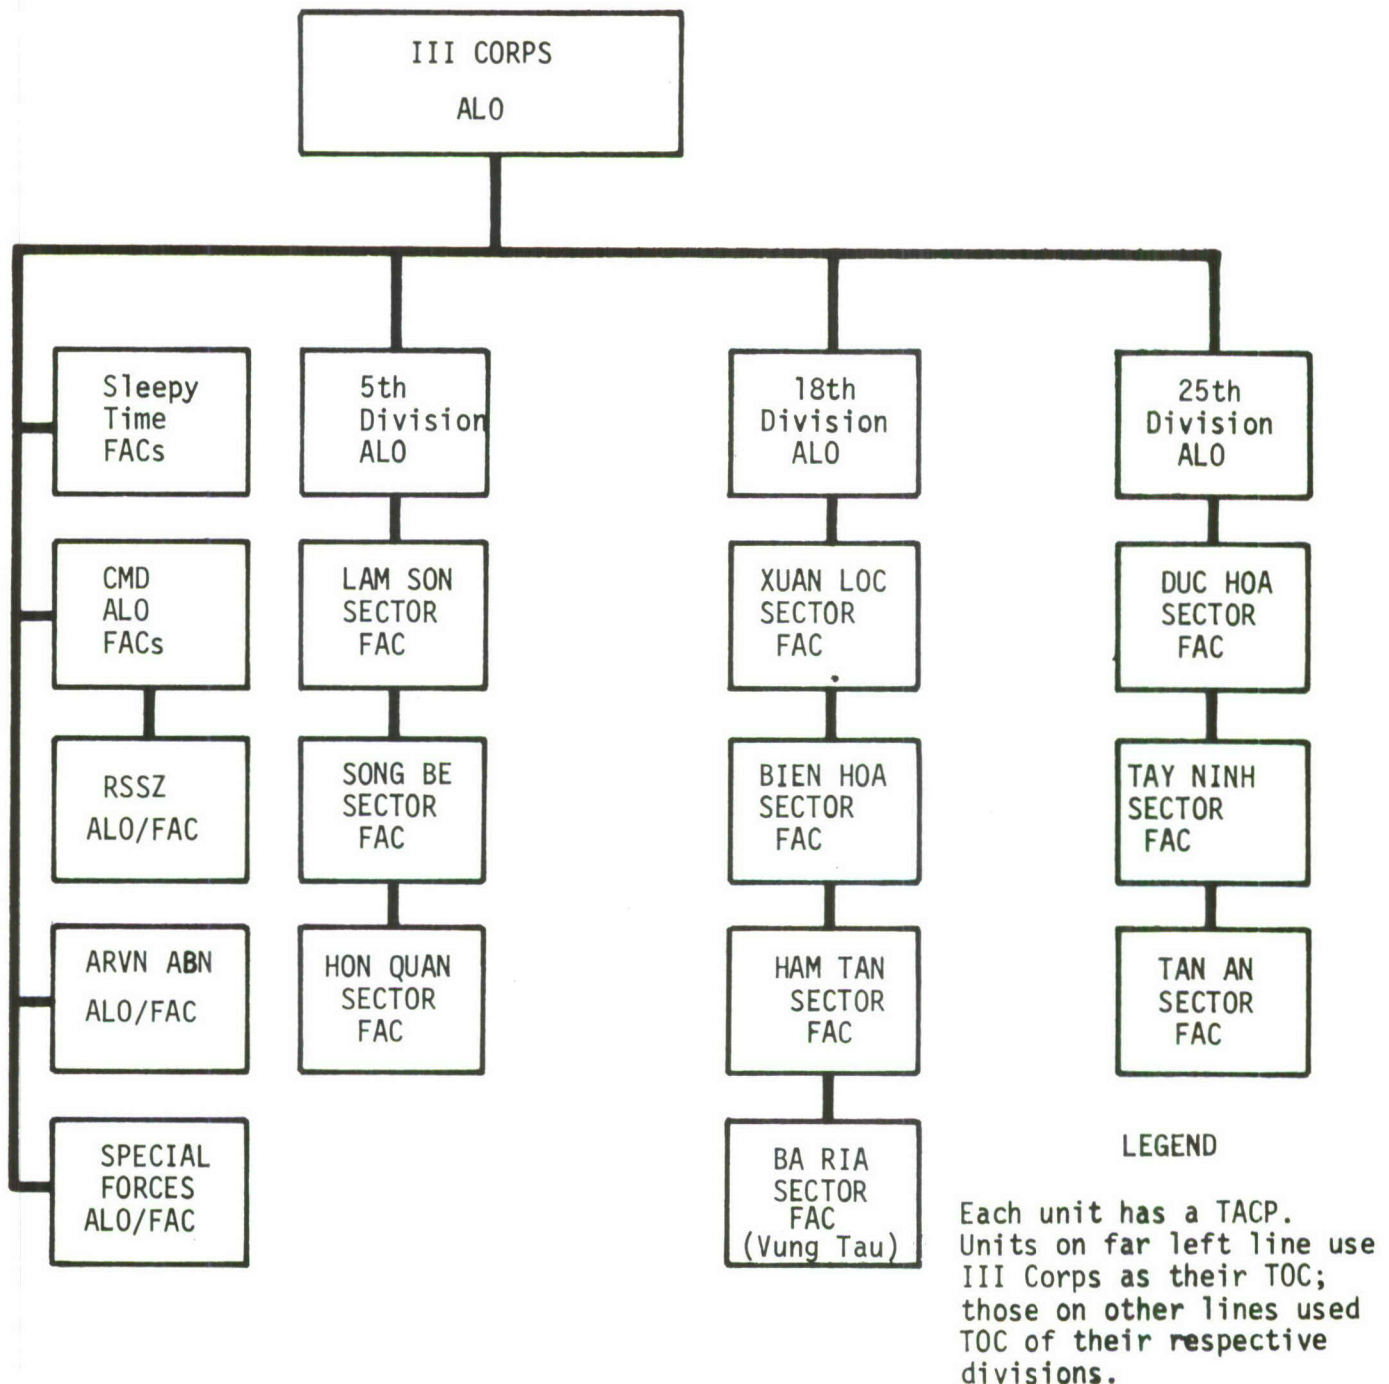 III CORPS
ALO
Sleepy
Time
FACs
CMD
ALO
FACs
RSSZ
ALO/FAC
ARVN ABN
ALO/FAC
SPECIAL
FORCES
ALO/FAC
5th
Division
ALO
LAM SON
SECTOR
FAC
SONG BE
SECTOR
FAC
HON QUAN
SECTOR
FAC
18th
Division
ALO
XUAN LOC
SECTOR
FAC
BIEN HOA
SECTOR
FAC
HAM TAN
SECTOR
FAC
BA RIA
SECTOR
FAC
(Vung Tau)
25th
Division
ALO
DUC HOA
SECTOR
FAC
TAY NINH
SECTOR
FAC
TAN AN
SECTOR
FAC
LEGEND
Each unit has a TACP.
Units on far left line use
III Corps as their TOC;
those on other lines used
TOC of their respective
divisions.